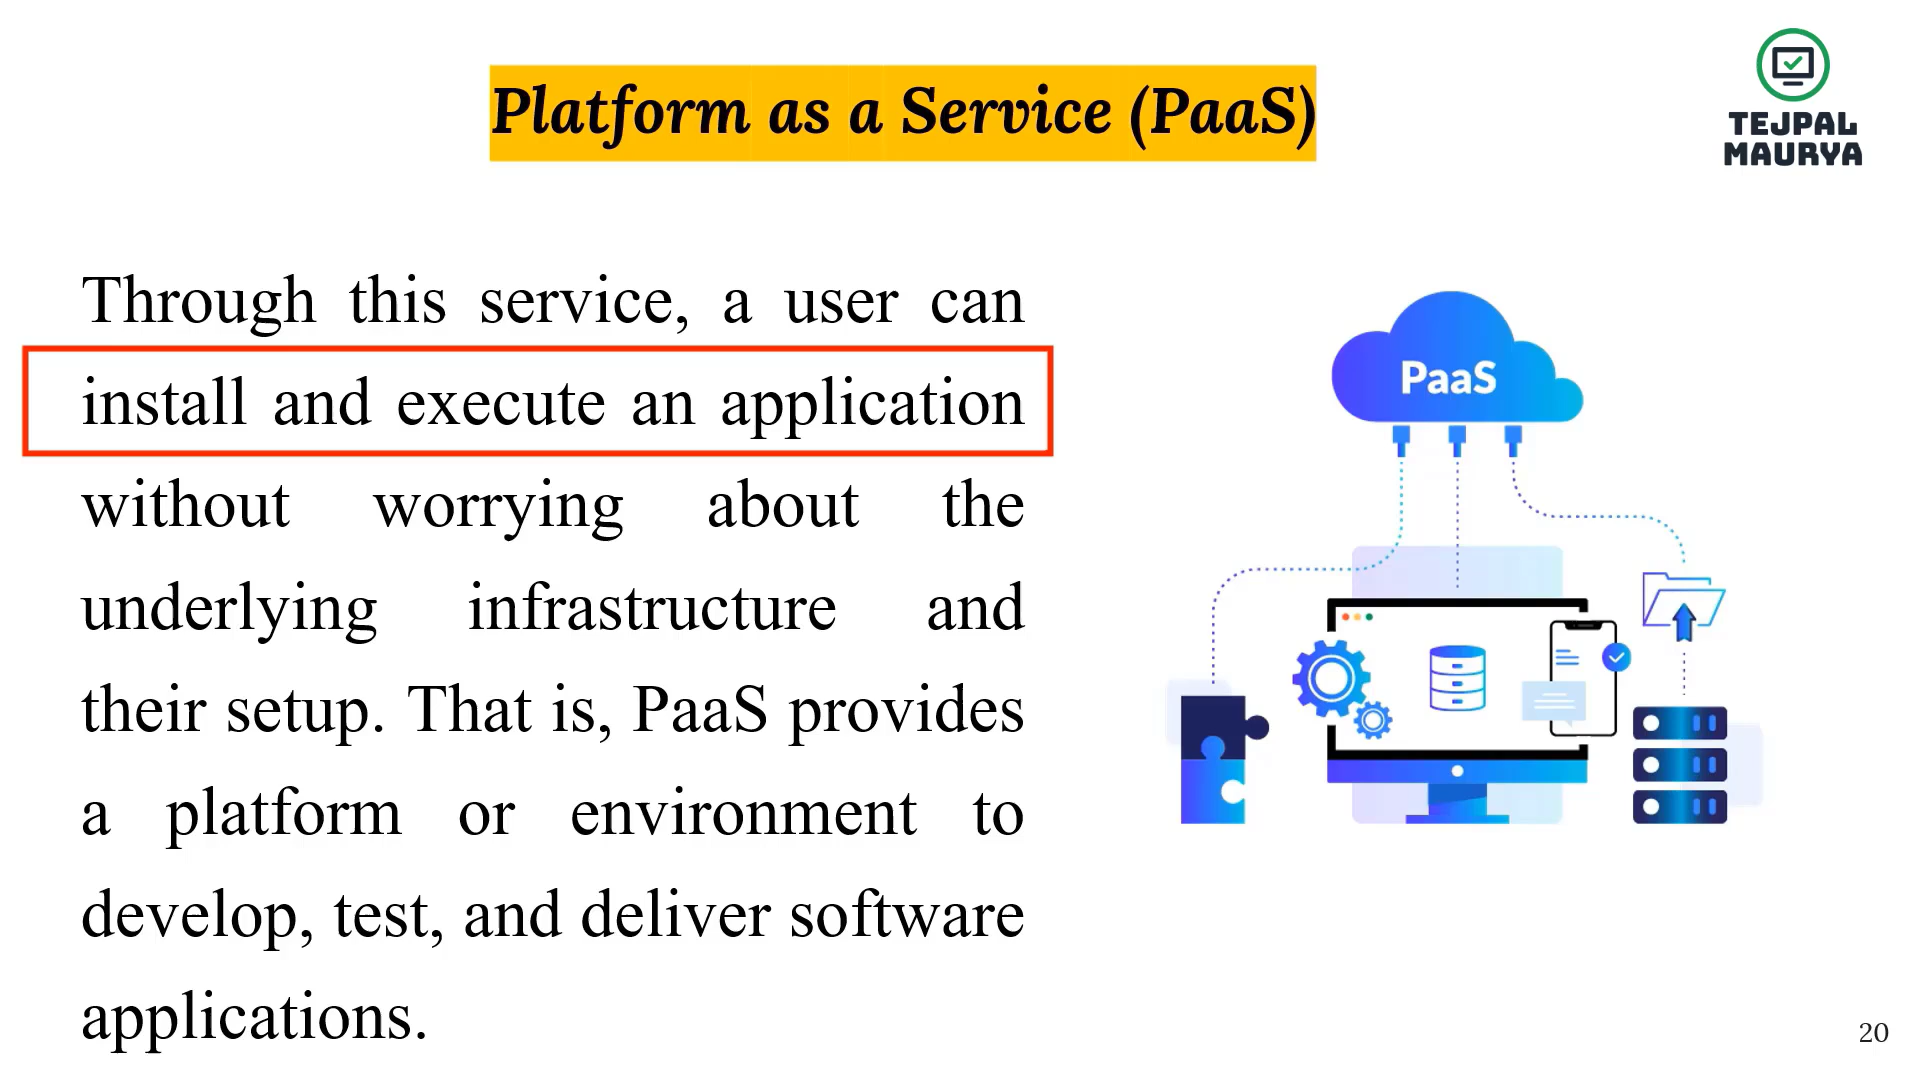 Platform as a Service (PaaS)
TEJPAL
MAURYA
Through this service, a user can
install and execute an application
without worrying about the
underlying infrastructure and
their setup. That is, PaaS provides
a platform or environment to
develop, test, and deliver software
applications.
PaaS
20